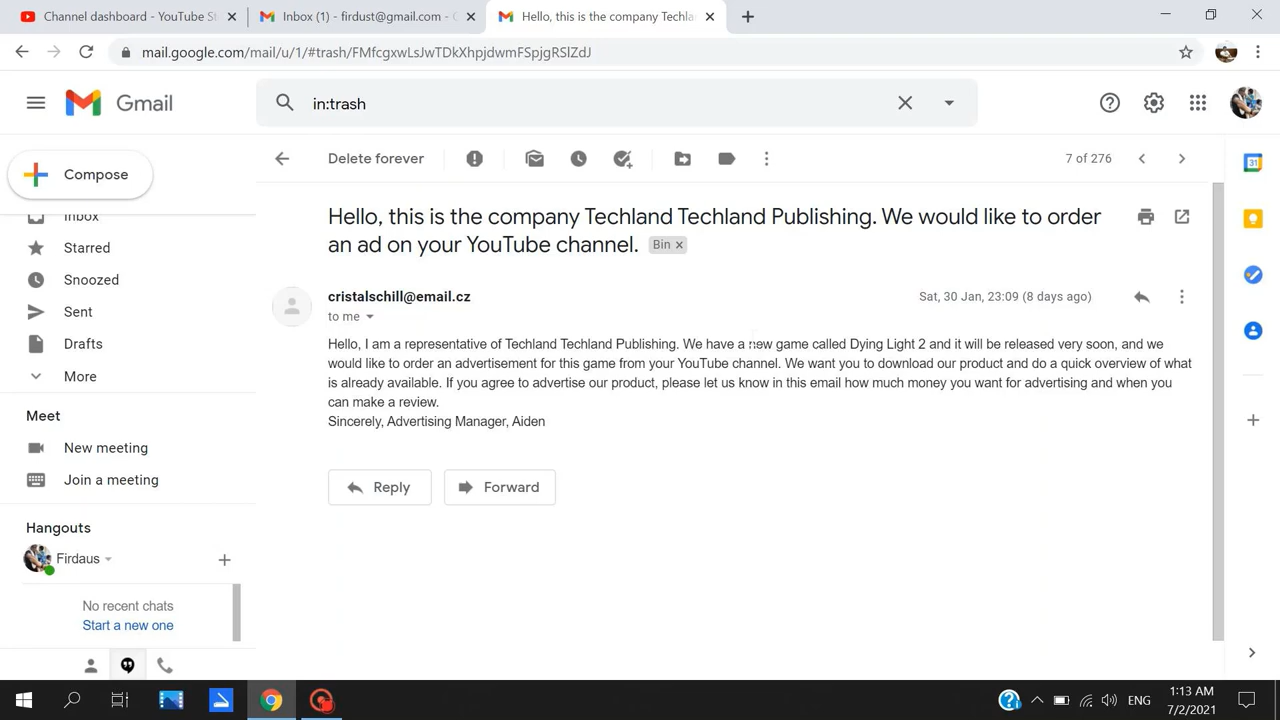 Channel dashboard - YouTube St
Inbox (1) - firdust@gmail.com - G
Hello, this is the company Techla
mail.google.com/mail/u/1/#trash/FMfcgxwLsJwTDkXhpjdwmFSpjgRSlZdJ
Gmail
in:trash
Compose
Delete forever
7 of 276
Inbox
Starred
Snoozed
Sent
Drafts
More
Meet
New meeting
Join a meeting
Hangouts
Firdaus
No recent chats
Start a new one
Hello, this is the company Techland Techland Publishing. We would like to order
an ad on your YouTube channel.
Bin x
cristalschill@email.cz
Sat, 30 Jan, 23:09 (8 days ago)
to me
Hello, I am a representative of Techland Techland Publishing. We have a new game called Dying Light 2 and it will be released very soon, and we
would like to order an advertisement for this game from your YouTube channel. We want you to download our product and do a quick overview of what
is already available. If you agree to advertise our product, please let us know in this email how much money you want for advertising and when you
can make a review.
Sincerely, Advertising Manager, Aiden
Reply
Forward
31
ENG
1:13 AM
7/2/2021